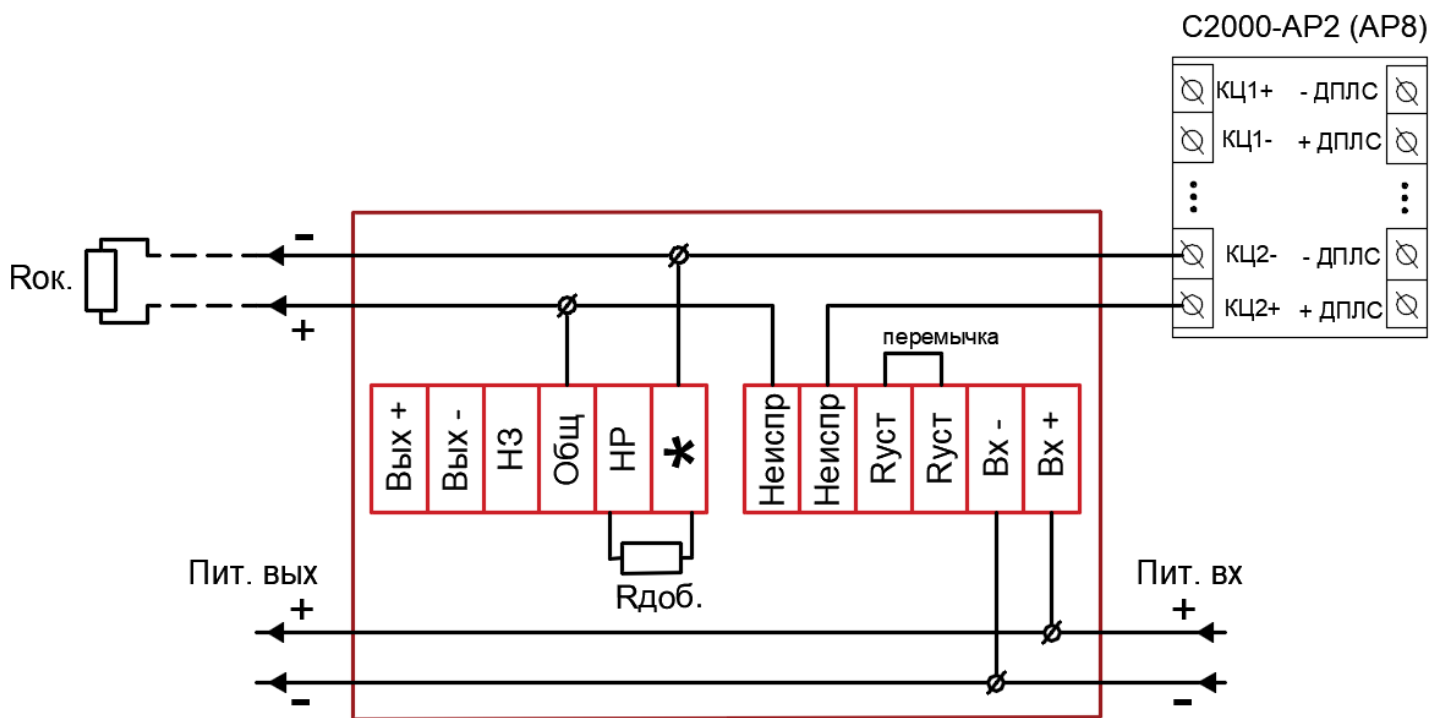 С2000-АР2 (АР8)
КЦ1+ - ДПЛС
КЦ1- + ДПЛС
КЦ2- - ДПЛС
КЦ2+ + ДПЛС
-
Rок.
+
перемычка
Вых +
Вых -
НЗ
Общ
НР
*
Неиспр
Неиспр
Rуст
Rуст
Вх -
Вх +
Rдоб.
Пит. вых
+
-
Пит. вх
+
-